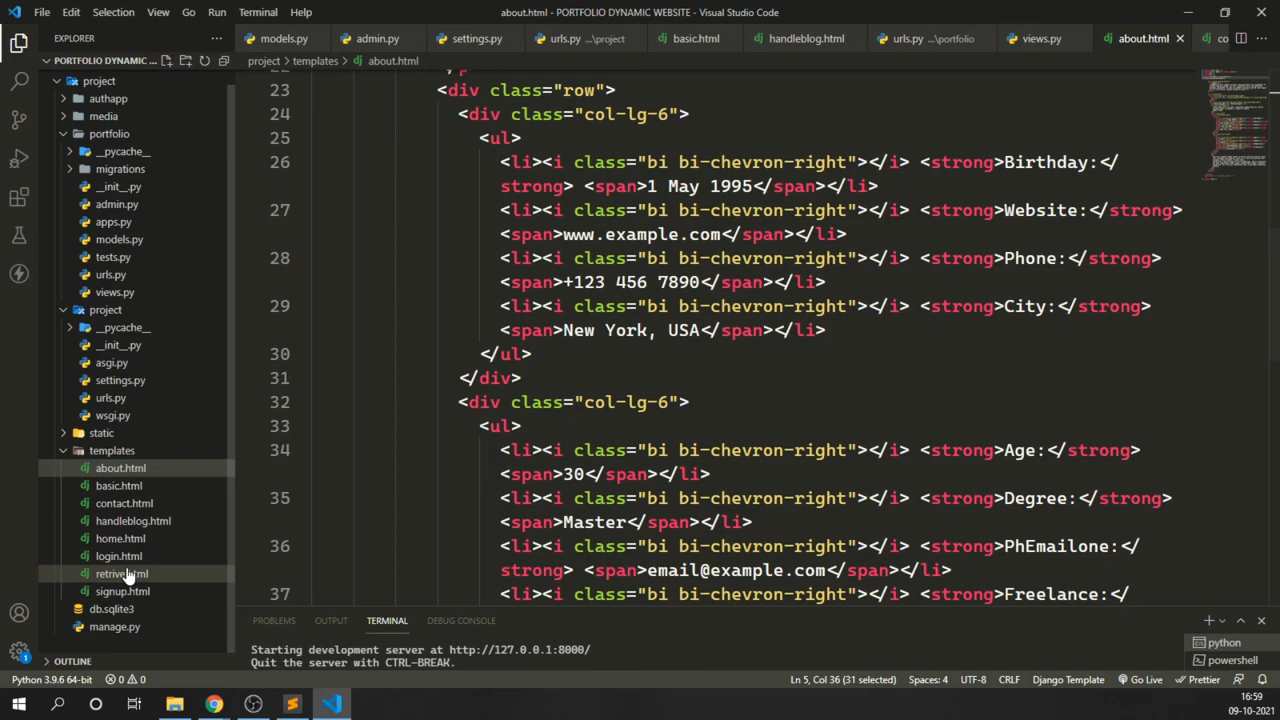 File Edit Selection View Go Run Terminal Help
about.html - PORTFOLIO DYNAMIC WEBSITE - Visual Studio Code
EXPLORER
models.py
admin.py
settings.py
urls.py ...\project
basic.html
handleblog.html
urls.py ...\portfolio
views.py
about.html
co
PORTFOLIO DYNAMIC ...
project > templates > about.html
project
authapp
media
portfolio
__pycache__
migrations
__init__.py
admin.py
apps.py
models.py
tests.py
urls.py
views.py
project
__pycache__
__init__.py
asgi.py
settings.py
urls.py
wsgi.py
static
templates
about.html
basic.html
contact.html
handleblog.html
home.html
login.html
signup.html
db.sqlite3
manage.py
OUTLINE
23 <div class="row">
24 <div class="col-lg-6">
25 <ul>
26 <li><i class="bi bi-chevron-right"></i> <strong>Birthday:</
strong> <span>1 May 1995</span></li>
27 <li><i class="bi bi-chevron-right"></i> <strong>Website:</strong>
<span>www.example.com</span></li>
28 <li><i class="bi bi-chevron-right"></i> <strong>Phone:</strong>
<span>+123 456 7890</span></li>
29 <li><i class="bi bi-chevron-right"></i> <strong>City:</strong>
<span>New York, USA</span></li>
30 </ul>
31 </div>
32 <div class="col-lg-6">
33 <ul>
34 <li><i class="bi bi-chevron-right"></i> <strong>Age:</strong>
<span>30</span></li>
35 <li><i class="bi bi-chevron-right"></i> <strong>Degree:</strong>
<span>Master</span></li>
36 <li><i class="bi bi-chevron-right"></i> <strong>PhEmailone:</
strong> <span>email@example.com</span></li>
37 <li><i class="bi bi-chevron-right"></i> <strong>Freelance:</
PROBLEMS OUTPUT TERMINAL DEBUG CONSOLE
Starting development server at http://127.0.0.1:8000/
Quit the server with CTRL-BREAK.
python
powershell
Python 3.9.6 64-bit 0 0 Ln 5, Col 36 (31 selected) Spaces: 4 UTF-8 CRLF Django Template Go Live Prettier
1
16:59
09-10-2021